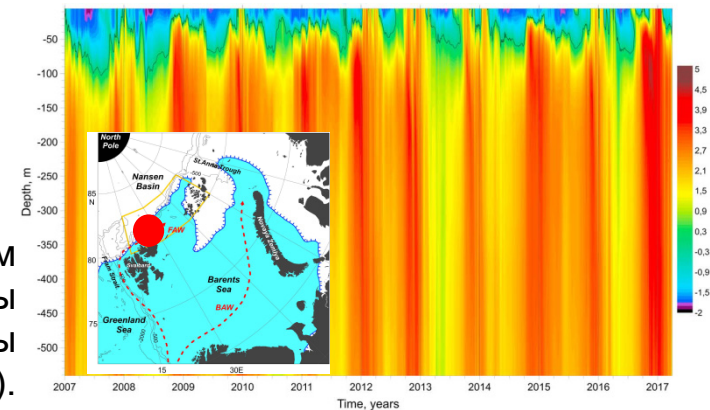 -50
-100
-150
-200
-250
-300
-350
-400
-450
-500
Depth, m
2007 2008 2009 2010 2011 2012 2013 2014 2015 2016 2017
Time, years
5
4,5
3,9
3,3
2,7
2,1
1,5
0,9
0,3
-0,3
-0,9
-1,5
-2
North
Pole
Nansen
Basin
St.Anna Trough
500
85
N
FAW
Novaya Zemlya
80
Svalbard
Fram Strait
Barents
Sea
BAW
Greenland
Sea
75
15 30E
м
ы
ы
).